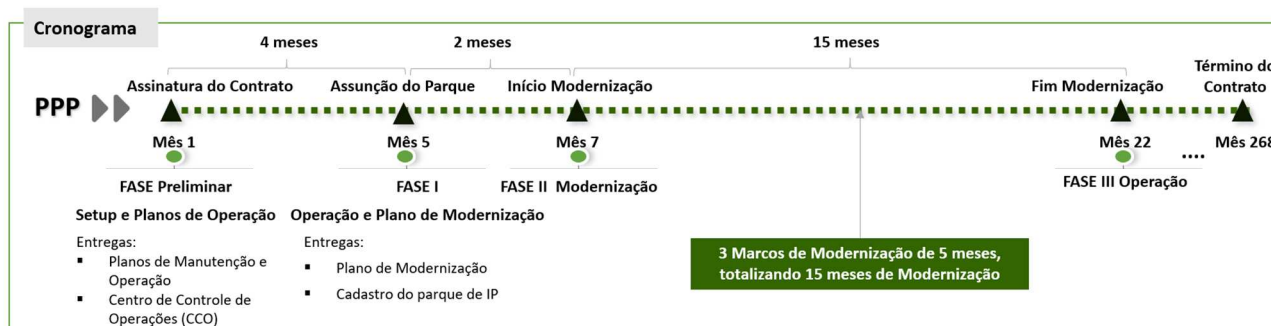 Cronograma
4 meses
2 meses
15 meses
PPP
Assinatura do Contrato
Assunção do Parque
Início Modernização
Fim Modernização
Término do
Contrato
Mês 1
Mês 5
Mês 7
Mês 22
....
Mês 268
FASE Preliminar
FASE I
FASE II Modernização
FASE III Operação
Setup e Planos de Operação
Entregas:
▪ Planos de Manutenção e
Operação
▪ Centro de Controle de
Operações (CCO)
Operação e Plano de Modernização
Entregas:
▪ Plano de Modernização
▪ Cadastro do parque de IP
3 Marcos de Modernização de 5 meses,
totalizando 15 meses de Modernização